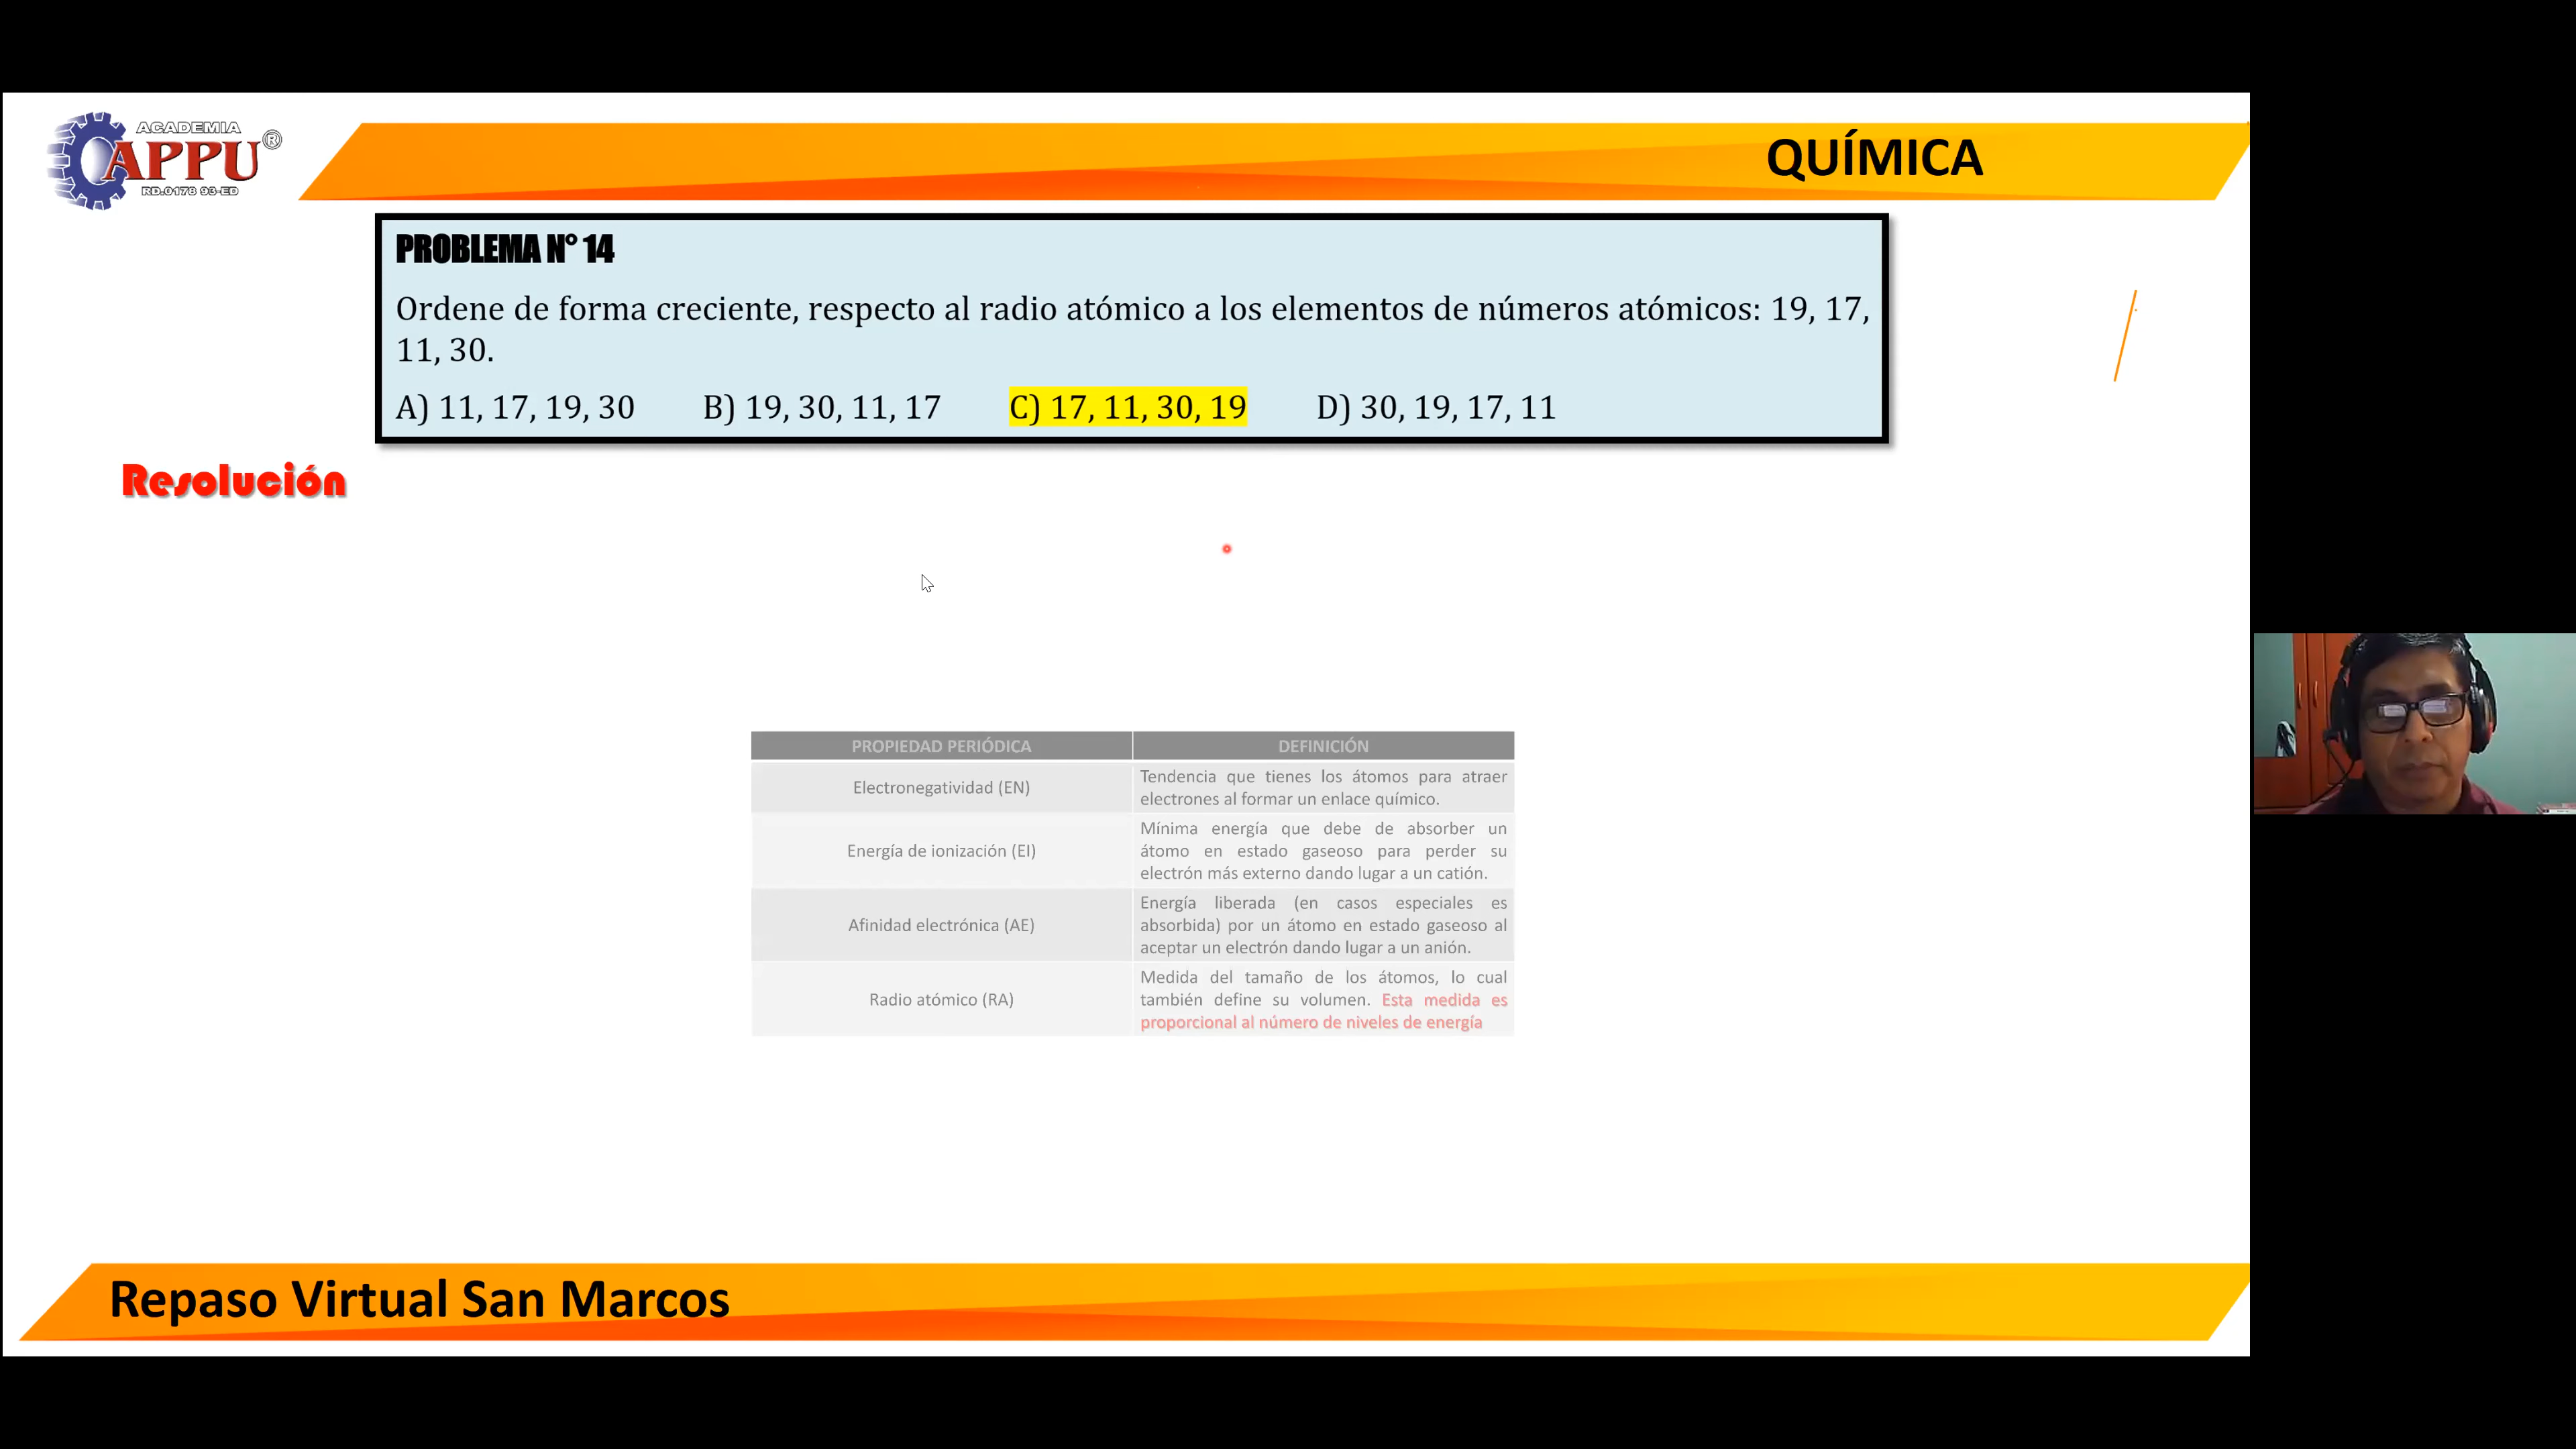 ACADEMIA
APPU®
RD.0178 93-ED
QUÍMICA
PROBLEMA N° 14
Ordene de forma creciente, respecto al radio atómico a los elementos de números atómicos: 19, 17,
11, 30.
A) 11, 17, 19, 30 B) 19, 30, 11, 17 C) 17, 11, 30, 19 D) 30, 19, 17, 11
Resolución
PROPIEDAD PERIÓDICA DEFINICIÓN
Electronegatividad (EN)
Tendencia que tienes los átomos para atraer
electrones al formar un enlace químico.
Energía de ionización (EI)
Mínima energía que debe de absorber un
átomo en estado gaseoso para perder su
electrón más externo dando lugar a un catión.
Afinidad electrónica (AE)
Energía liberada (en casos especiales es
absorbida) por un átomo en estado gaseoso al
aceptar un electrón dando lugar a un anión.
Radio atómico (RA)
Medida del tamaño de los átomos, lo cual
también define su volumen. Esta medida es
proporcional al número de niveles de energía
Repaso Virtual San Marcos